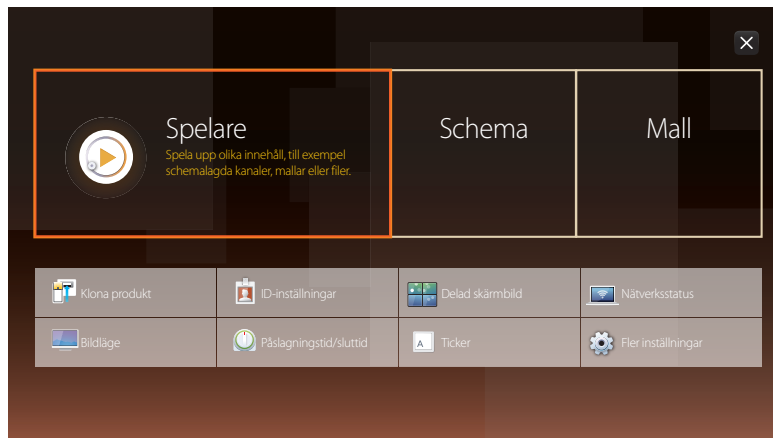 Spelare
Spela upp olika innehåll, till exempel
schemalagda kanaler, mallar eller filer.
Schema
Mall
Klona produkt
ID-inställningar
Delad skärmbild
Nätverksstatus
Bildläge
Påslagningstid/sluttid
A
Ticker
Fler inställningar